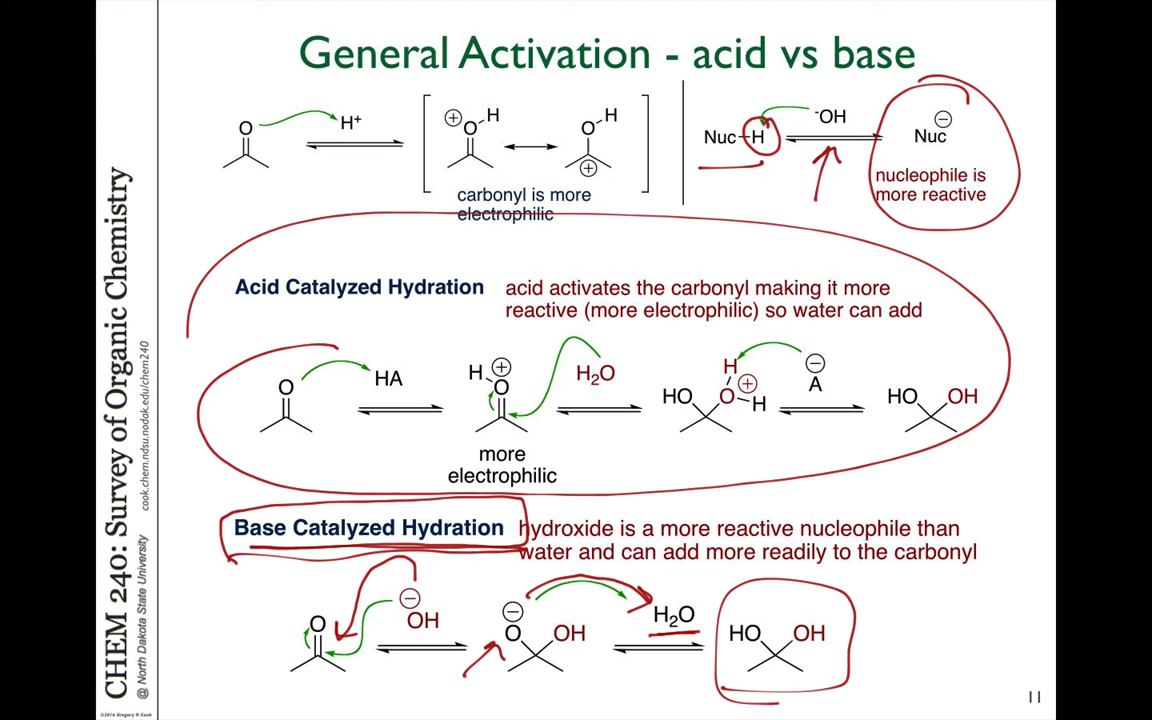 General Activation - acid vs base
O
H⁺
⊕ O H
O H
⊕
carbonyl is more
electrophilic
Nuc H
⁻OH
⊖
Nuc
nucleophile is
more reactive
Acid Catalyzed Hydration
acid activates the carbonyl making it more
reactive (more electrophilic) so water can add
O
HA
H ⊕
O
more
electrophilic
H₂O
H
HO O ⊕ H
⊖
A
HO OH
Base Catalyzed Hydration
hydroxide is a more reactive nucleophile than
water and can add more readily to the carbonyl
O
⊖
OH
⊖
O OH
H₂O
HO OH
11
CHEM 240: Survey of Organic Chemistry
@ North Dakota State University cook.chem.ndsu.nodak.edu/chem240
©2016 Gregory R. Cook